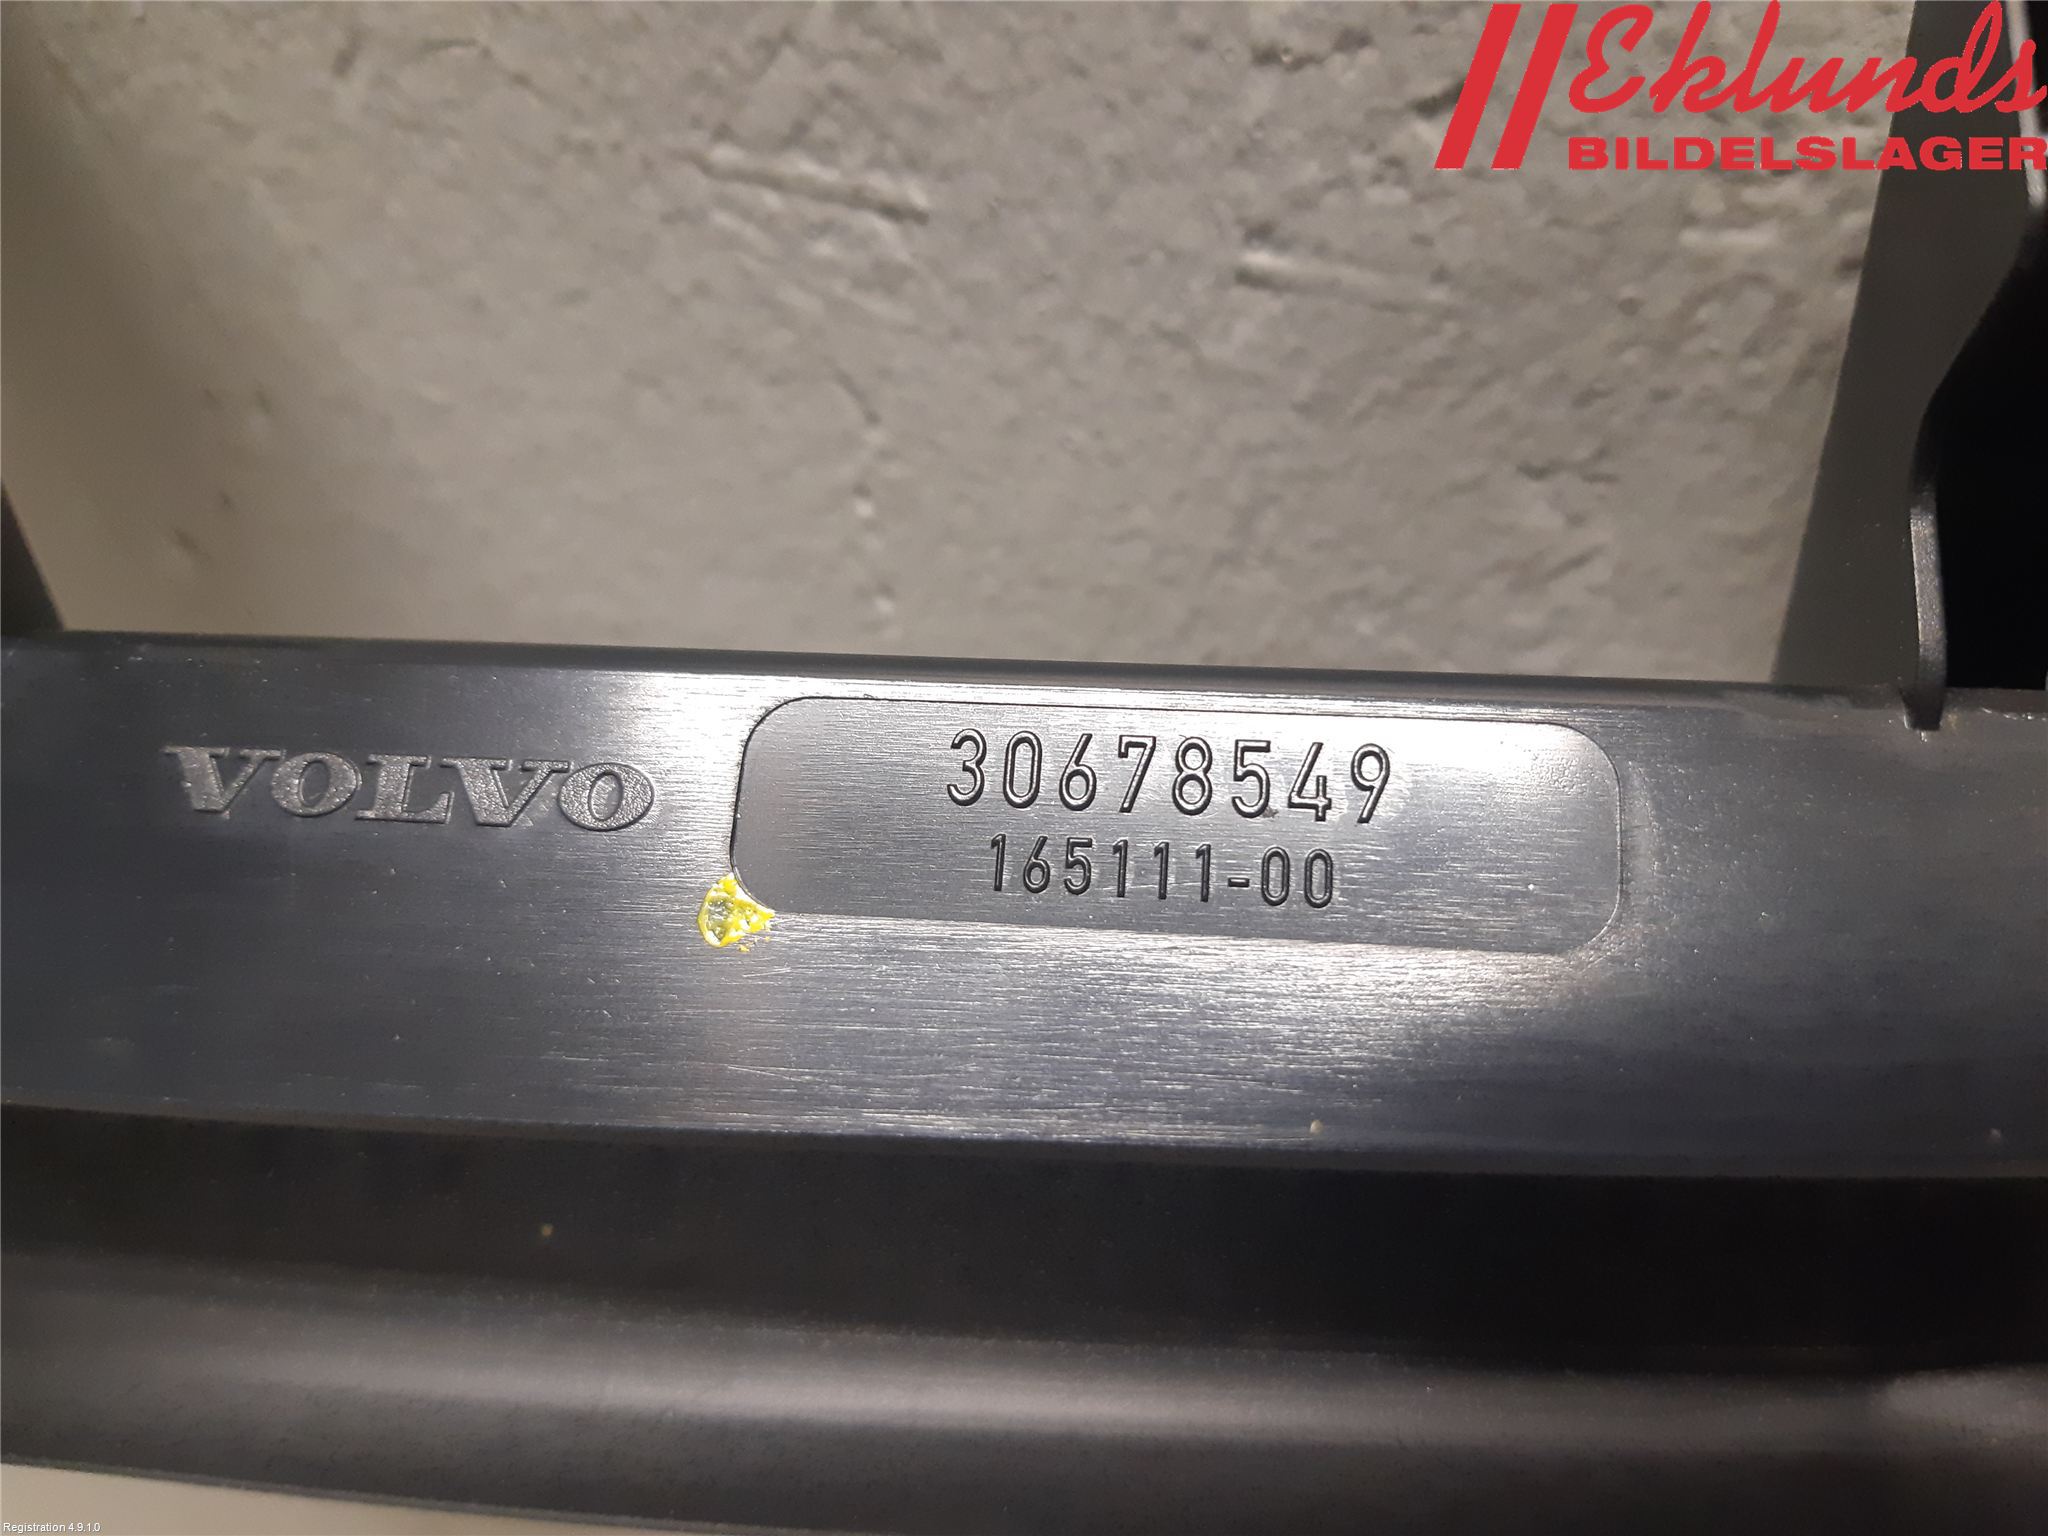 Eklunds
BILDELSLAGER
VOLVO
30678549
165111-00
Registration 4.9.1.0